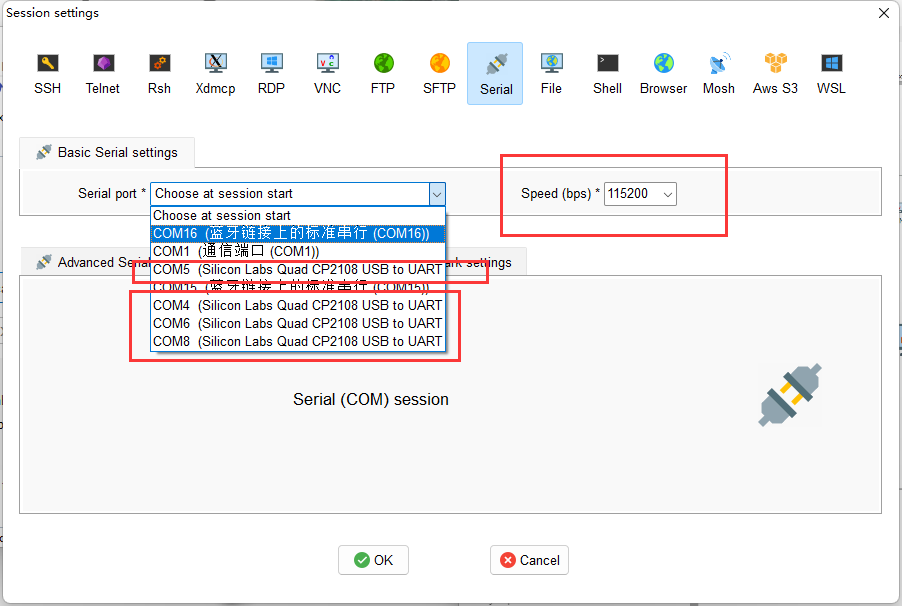 Session settings
SSH Telnet Rsh Xdmcp RDP VNC FTP SFTP Serial File Shell Browser Mosh Aws S3 WSL
Basic Serial settings
Serial port * Choose at session start Speed (bps) * 115200
Choose at session start
COM16 (蓝牙链接上的标准串行 (COM16))
COM1 (通信端口 (COM1))
Advanced Serial
settings
COM5 (Silicon Labs Quad CP2108 USB to UART
COM15 (蓝牙链接上的标准串行 (COM15))
COM4 (Silicon Labs Quad CP2108 USB to UART
COM6 (Silicon Labs Quad CP2108 USB to UART
COM8 (Silicon Labs Quad CP2108 USB to UART
Serial (COM) session
OK Cancel